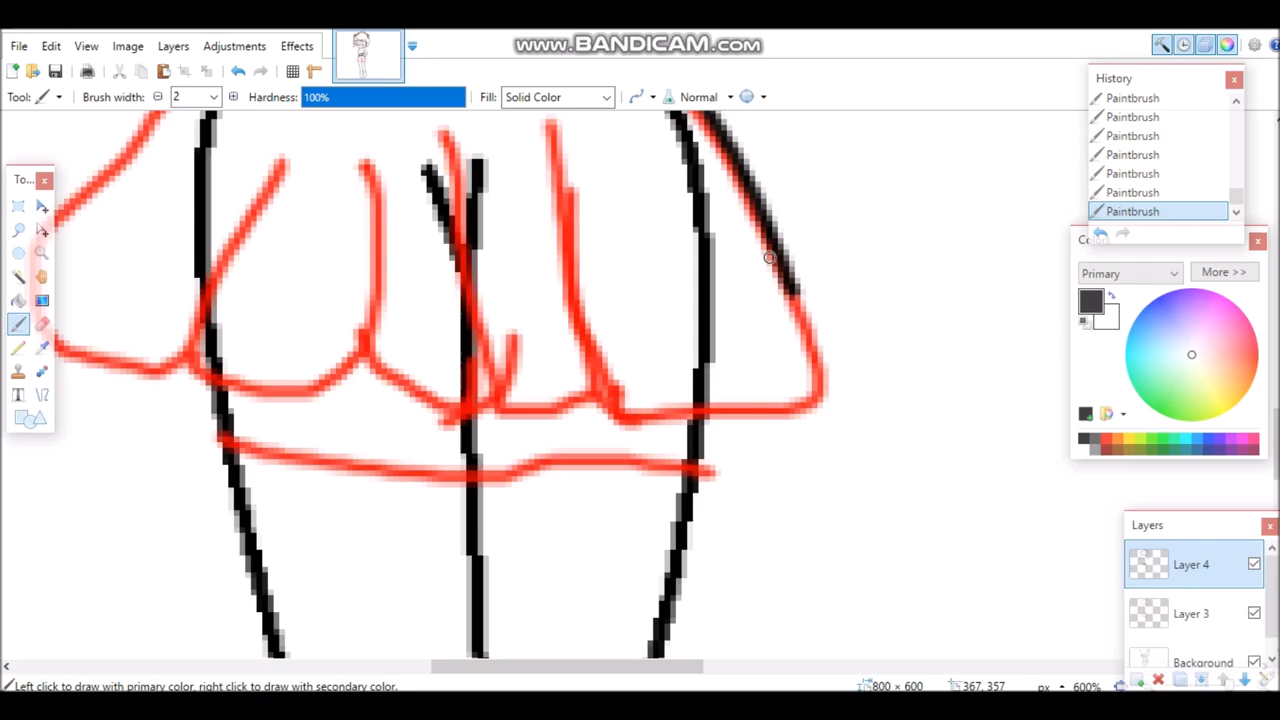 www.BANDICAM.com
File Edit View Image Layers Adjustments Effects
Tool: Brush width: 2 Hardness: 100% Fill: Solid Color Normal
History
Paintbrush
Paintbrush
Paintbrush
Paintbrush
Paintbrush
Paintbrush
Paintbrush
To...
Colors
Primary More >>
Layers
Layer 4
Layer 3
Background
Left click to draw with primary color, right click to draw with secondary color. 800 × 600 367, 357 px 600%